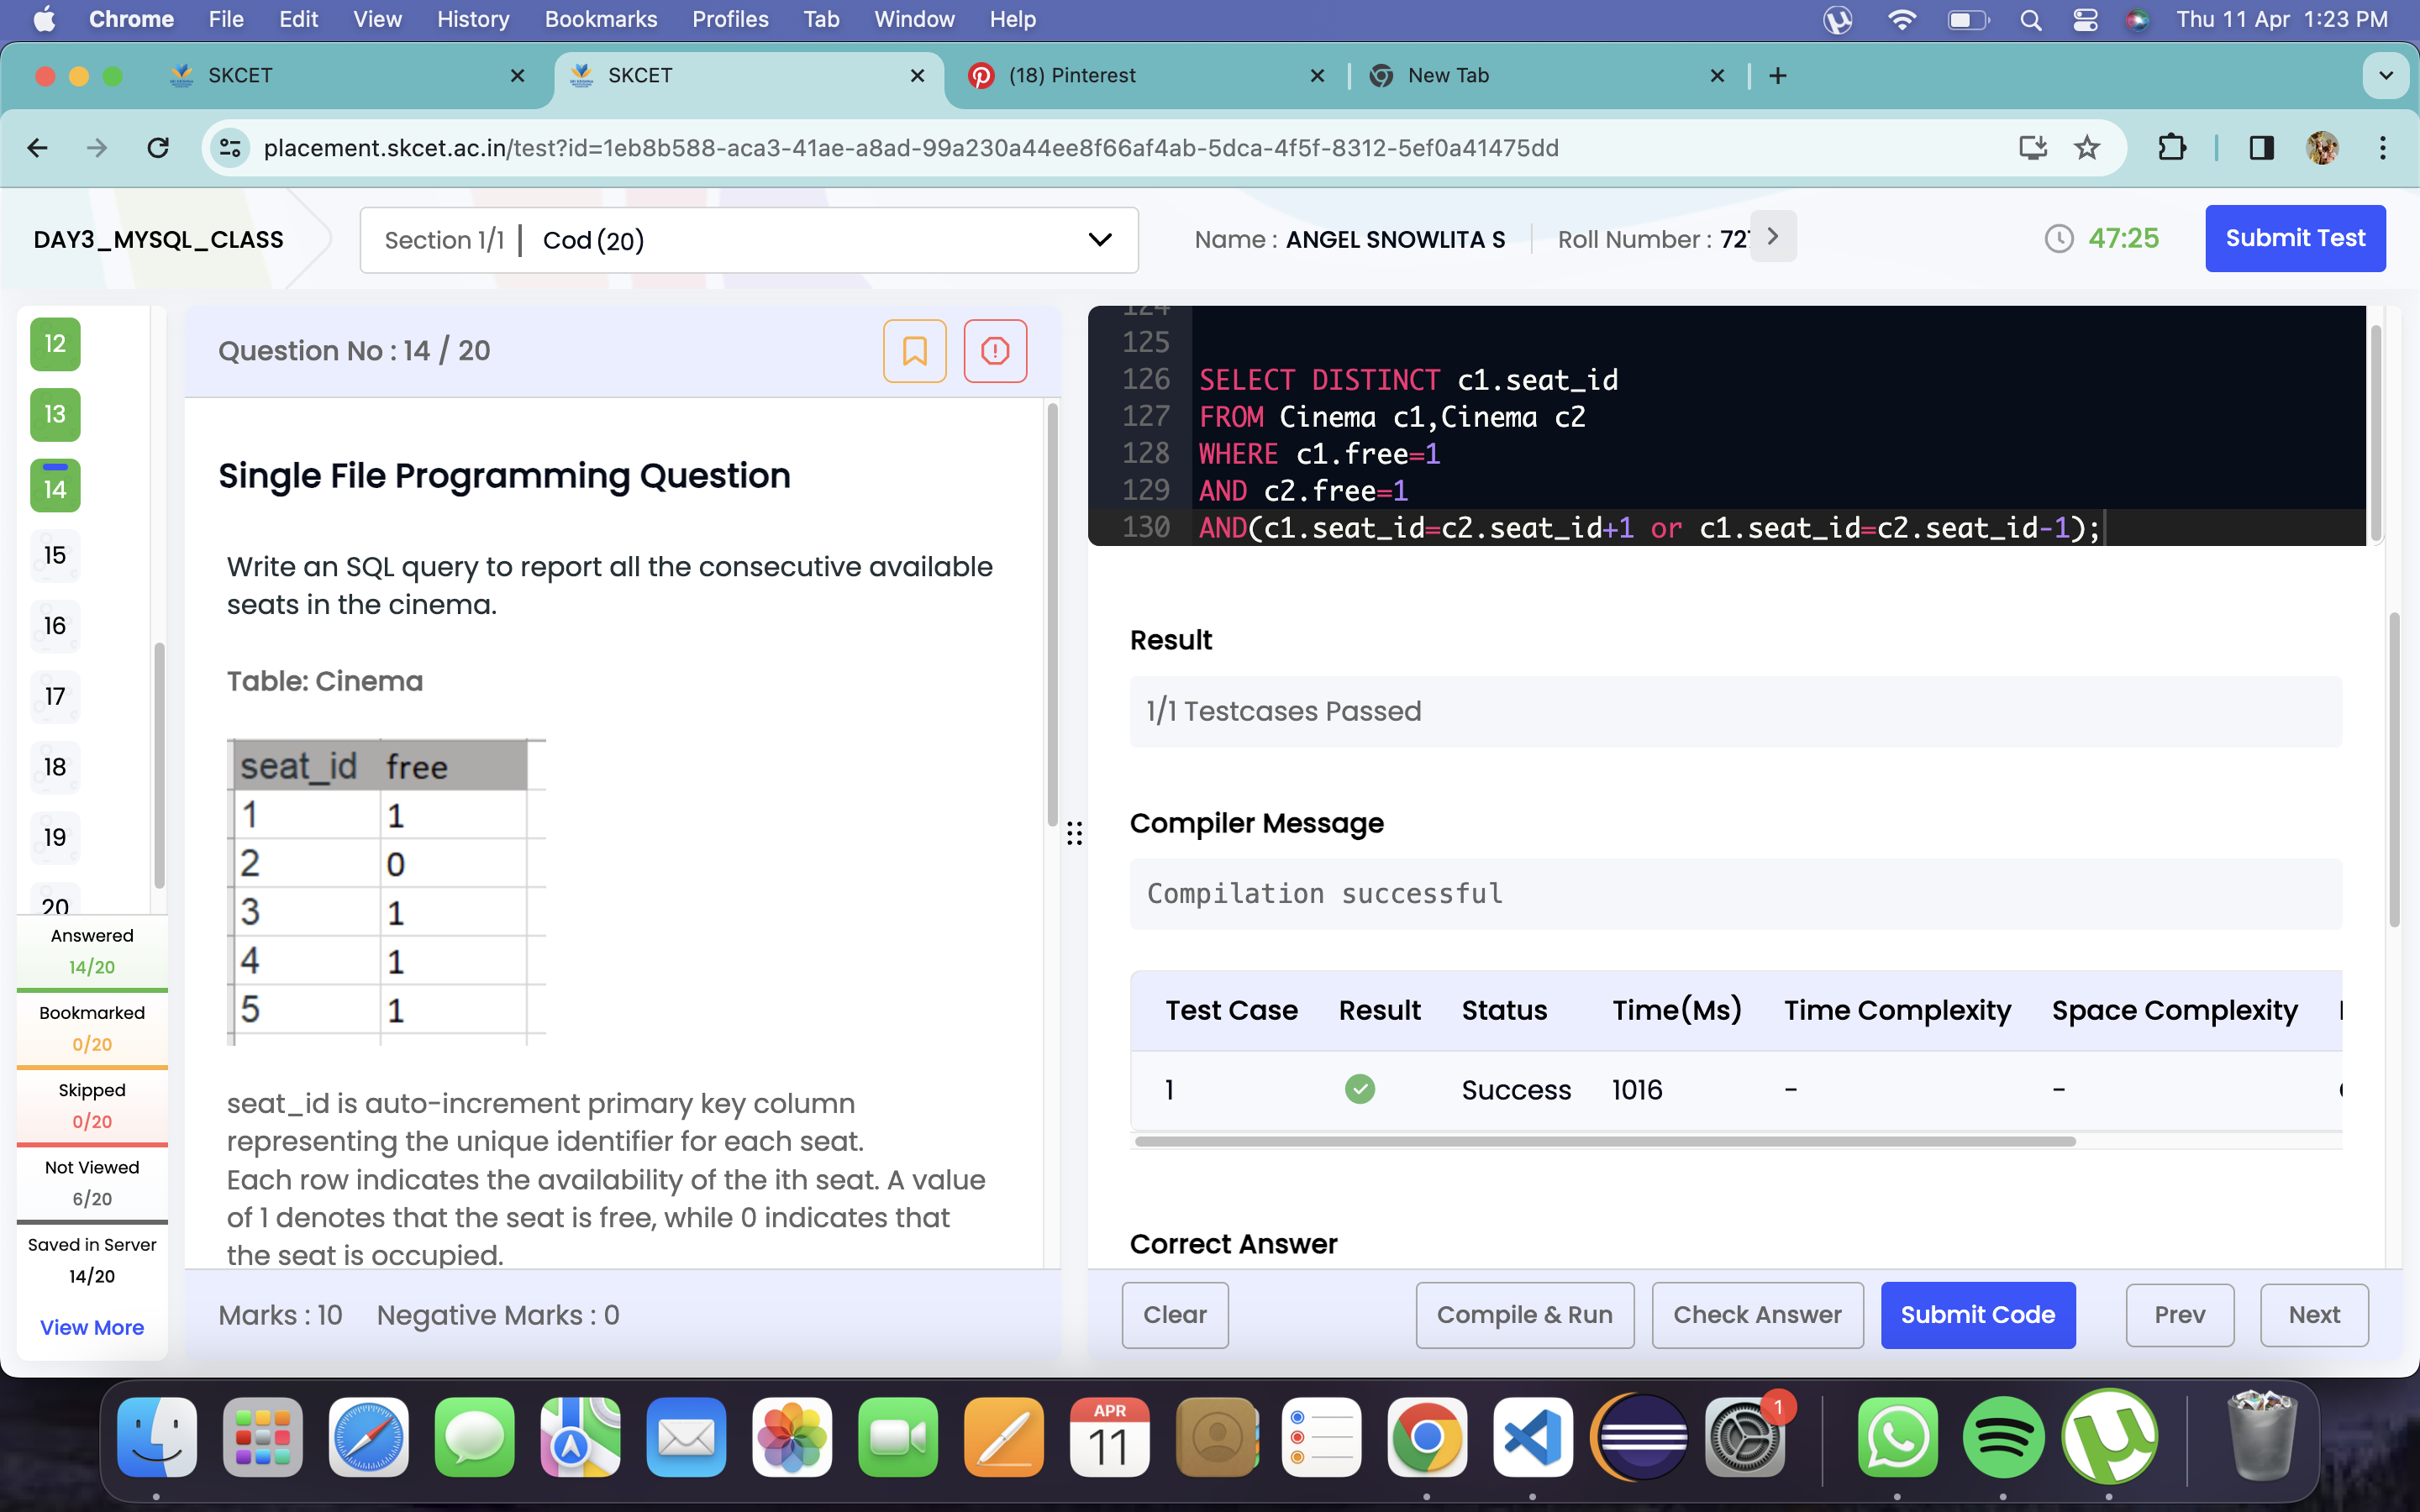 Chrome File Edit View History Bookmarks Profiles Tab Window Help Thu 11 Apr 1:23 PM
SKCET SKCET (18) Pinterest New Tab
placement.skcet.ac.in/test?id=1eb8b588-aca3-41ae-a8ad-99a230a44ee8f66af4ab-5dca-4f5f-8312-5ef0a41475dd
DAY3_MYSQL_CLASS Section 1/1 | Cod (20) Name : ANGEL SNOWLITA S Roll Number : 47:25 Submit Test
12
13
14
15
16
17
18
19
20
Answered
14/20
Bookmarked
0/20
Skipped
0/20
Not Viewed
6/20
Saved in Server
14/20
View More
Question No : 14 / 20
Single File Programming Question
Write an SQL query to report all the consecutive available
seats in the cinema.
Table: Cinema
seat_id free
1 1
2 0
3 1
4 1
5 1
seat_id is auto-increment primary key column
representing the unique identifier for each seat.
Each row indicates the availability of the ith seat. A value
of 1 denotes that the seat is free, while 0 indicates that
the seat is occupied.
Marks : 10 Negative Marks : 0
124
125
126 SELECT DISTINCT c1.seat_id
127 FROM Cinema c1,Cinema c2
128 WHERE c1.free=1
129 AND c2.free=1
130 AND(c1.seat_id=c2.seat_id+1 or c1.seat_id=c2.seat_id-1);
Result
1/1 Testcases Passed
Compiler Message
Compilation successful
Test Case Result Status Time(Ms) Time Complexity Space Complexity
1 Success 1016 - -
Correct Answer
Clear Compile & Run Check Answer Submit Code Prev Next
APR
11
1